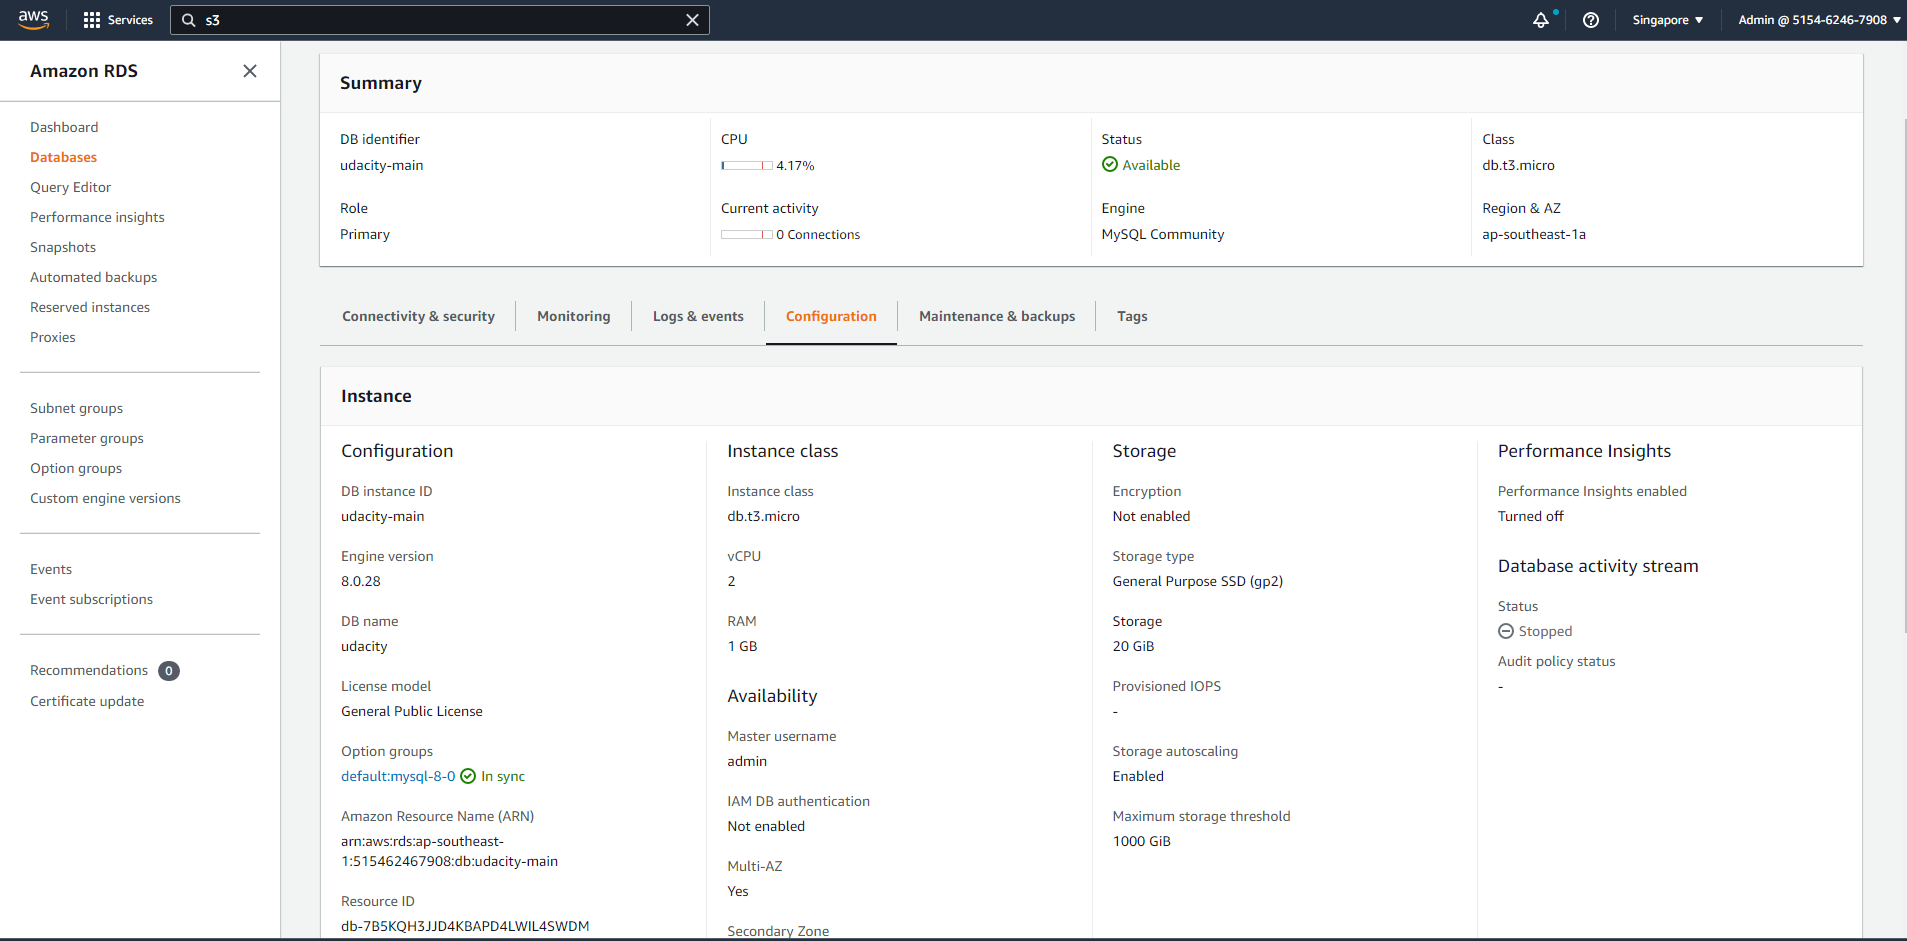 aws
Services
s3
Singapore
Admin @ 5154-6246-7908
Amazon RDS
Dashboard
Databases
Query Editor
Performance insights
Snapshots
Automated backups
Reserved instances
Proxies
Subnet groups
Parameter groups
Option groups
Custom engine versions
Events
Event subscriptions
Recommendations 0
Certificate update
Summary
DB identifier
udacity-main
CPU
4.17%
Status
Available
Class
db.t3.micro
Role
Primary
Current activity
0 Connections
Engine
MySQL Community
Region & AZ
ap-southeast-1a
Connectivity & security
Monitoring
Logs & events
Configuration
Maintenance & backups
Tags
Instance
Configuration
DB instance ID
udacity-main
Engine version
8.0.28
DB name
udacity
License model
General Public License
Option groups
default:mysql-8-0 In sync
Amazon Resource Name (ARN)
arn:aws:rds:ap-southeast-
1:515462467908:db:udacity-main
Resource ID
db-7B5KQH3JJD4KBAPD4LWIL4SWDM
Instance class
Instance class
db.t3.micro
vCPU
2
RAM
1 GB
Availability
Master username
admin
IAM DB authentication
Not enabled
Multi-AZ
Yes
Secondary Zone
Storage
Encryption
Not enabled
Storage type
General Purpose SSD (gp2)
Storage
20 GiB
Provisioned IOPS
-
Storage autoscaling
Enabled
Maximum storage threshold
1000 GiB
Performance Insights
Performance Insights enabled
Turned off
Database activity stream
Status
Stopped
Audit policy status
-